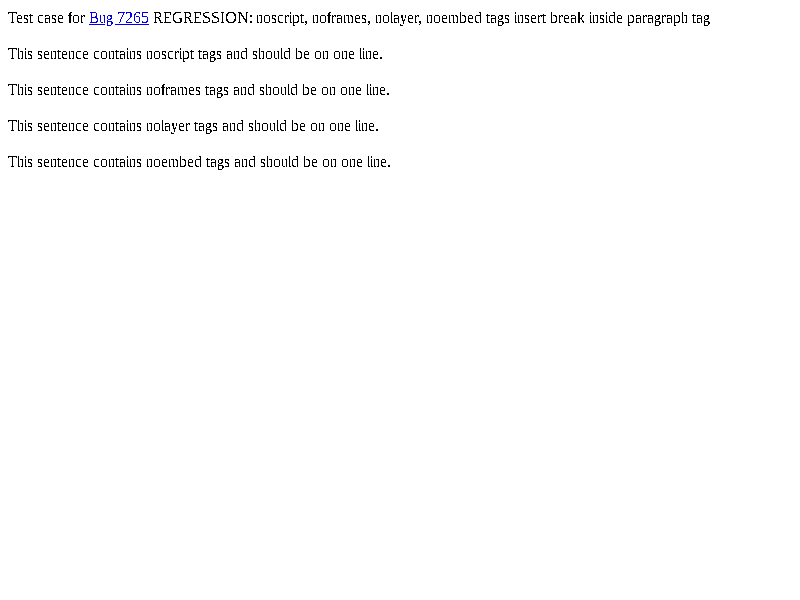 Test case for Bug 7265 REGRESSION: noscript, noframes, nolayer, noembed tags insert break inside paragraph tag
This sentence contains noscript tags and should be on one line.
This sentence contains noframes tags and should be on one line.
This sentence contains nolayer tags and should be on one line.
This sentence contains noembed tags and should be on one line.